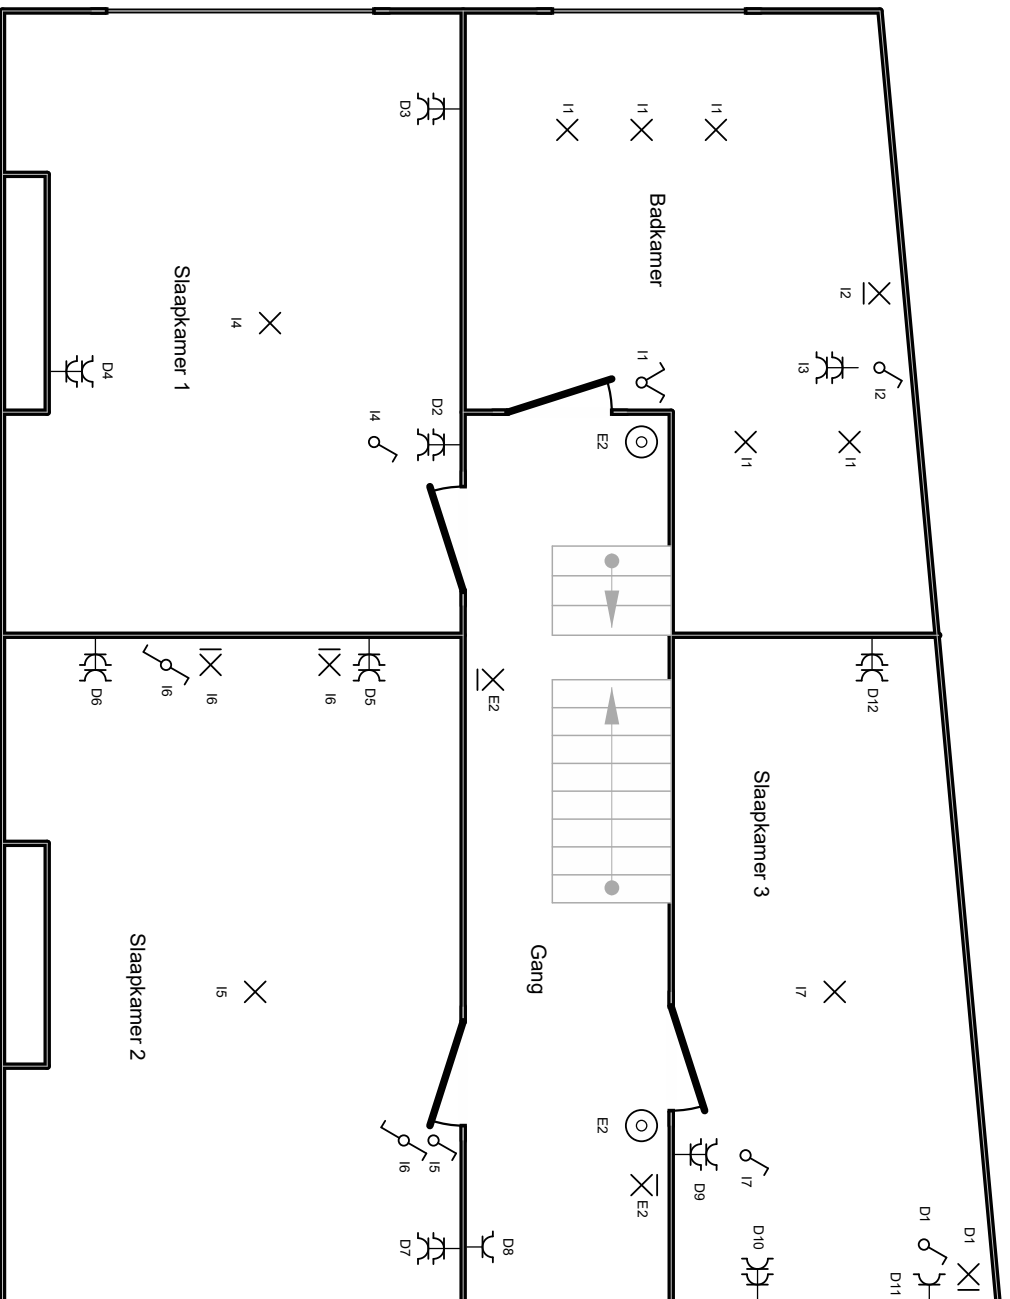 I1
I1
I1
D3
Badkamer
I2
Slaapkamer 1
I4
I1
I3
I2
D4
I4
D2
E2
I1
I1
D6
I6
I6
I6
D5
E2
D12
Slaapkamer 3
Slaapkamer 2
I5
Gang
I7
E2
I6
I5
D9
I7
E2
D7
D8
D10
D1
D1
D11